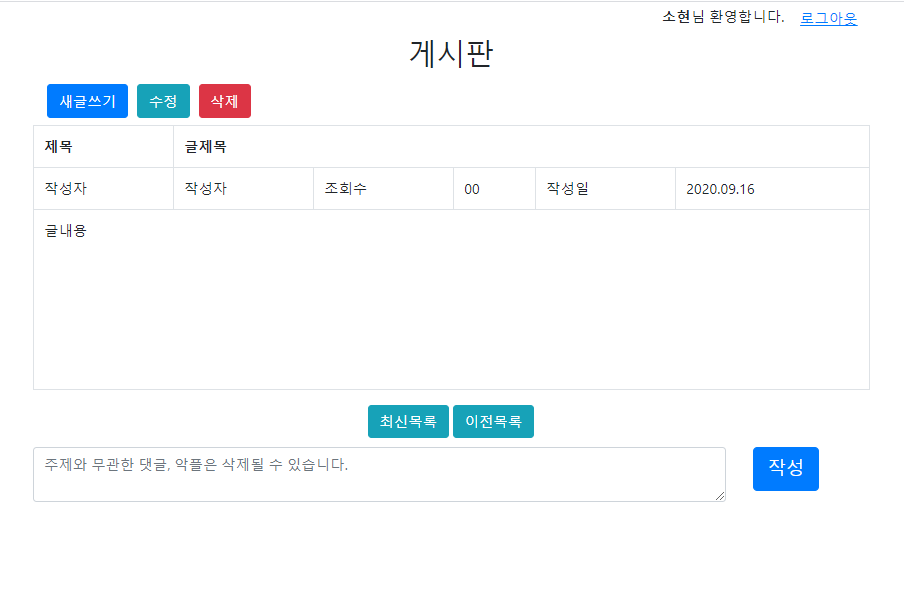 소현님 환영합니다. 로그아웃
게시판
새글쓰기 수정 삭제
제목 글제목
작성자 작성자 조회수 00 작성일 2020.09.16
글내용
최신목록 이전목록
주제와 무관한 댓글, 악플은 삭제될 수 있습니다. 작성